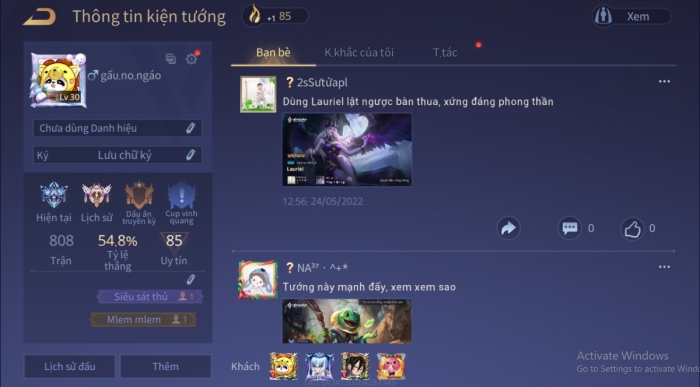 Thông tin kiện tướng
+1 85
Xem
Bạn bè
K.khắc của tôi
T.tác
gấu.no.ngáo
Lv.30
Chưa dùng Danh hiệu
Ký
Lưu chữ ký
Hiện tại
Lịch sử
Dấu ấn truyền kỳ
Cup vinh quang
808
Trận
54.8%
Tỷ lệ thắng
85
Uy tín
Siêu sát thủ 1
Mlem mlem 1
Lịch sử đấu
Thêm
? 2sSưtửapl
Dùng Lauriel lật ngược bàn thua, xứng đáng phong thần
Lauriel
12:56 24/05/2022
0
0
? NA³⁷ · ^+*
Tướng này mạnh đấy, xem xem sao
Khách
Activate Windows
Go to Settings to activate Wind